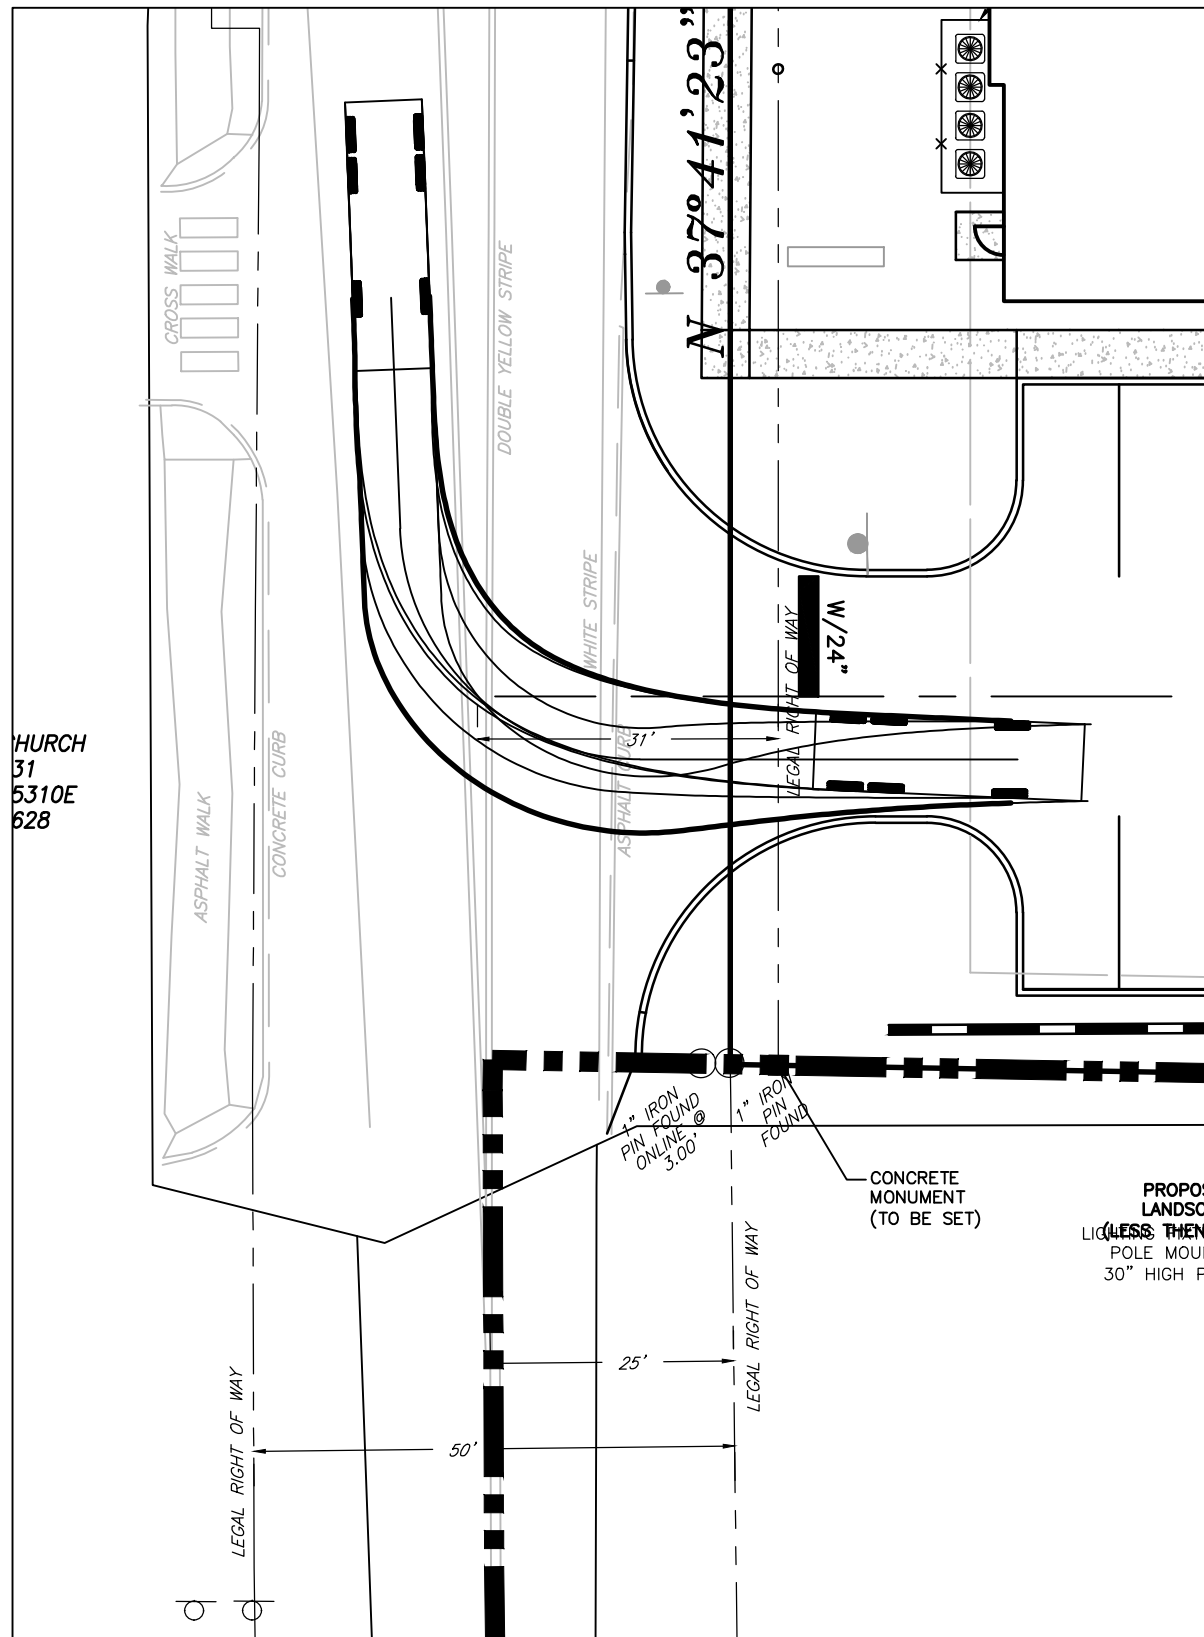 N 37°41'23"
CROSS WALK
DOUBLE YELLOW STRIPE
WHITE STRIPE
LEGAL RIGHT OF WAY
W/24"
31'
ASPHALT CURB
CONCRETE CURB
ASPHALT WALK
HURCH
31
5310E
628
1" IRON
PIN FOUND
ONLINE @
3.00'
1" IRON
PIN
FOUND
CONCRETE
MONUMENT
(TO BE SET)
PROPOS
LANDSC
(LESS THEN
LIGHTING
POLE MOU
30" HIGH P
LEGAL RIGHT OF WAY
25'
50'
LEGAL RIGHT OF WAY